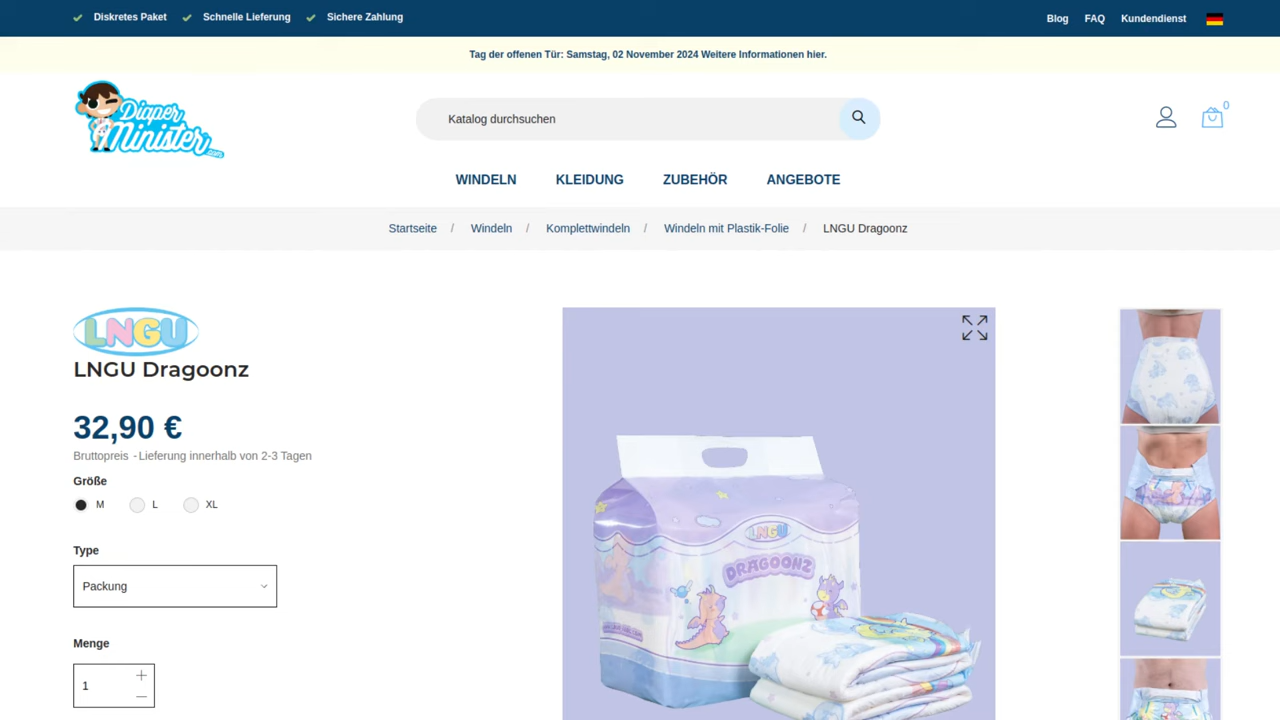 Diskretes Paket Schnelle Lieferung Sichere Zahlung
Blog FAQ Kundendienst
Tag der offenen Tür: Samstag, 02 November 2024 Weitere Informationen hier.
Diaper
Minister.com
Katalog durchsuchen
0
WINDELN KLEIDUNG ZUBEHÖR ANGEBOTE
Startseite / Windeln / Komplettwindeln / Windeln mit Plastik-Folie / LNGU Dragoonz
LNGU
LNGU Dragoonz
32,90 €
Bruttopreis -Lieferung innerhalb von 2-3 Tagen
Größe
M L XL
Type
Packung
Menge
1
LNGU
DRAGOONZ